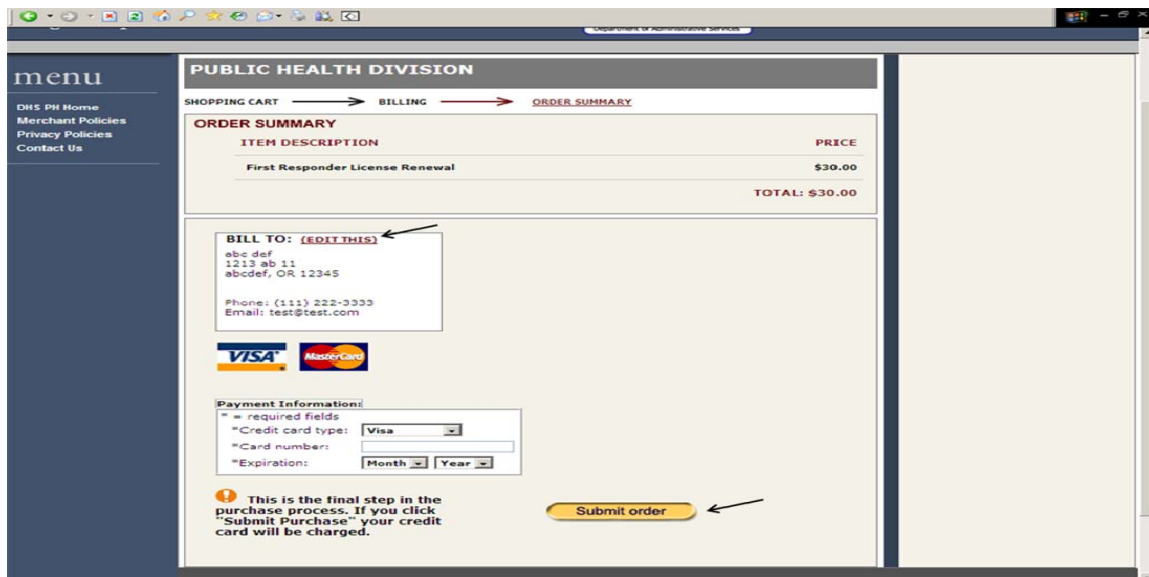 Department of Administrative Services
menu
DHS PH Home
Merchant Policies
Privacy Policies
Contact Us
PUBLIC HEALTH DIVISION
SHOPPING CART BILLING ORDER SUMMARY
ORDER SUMMARY
ITEM DESCRIPTION PRICE
First Responder License Renewal $30.00
TOTAL: $30.00
BILL TO: (EDIT THIS)
abc def
1213 ab 11
abcdef, OR 12345
Phone: (111) 222-3333
Email: test@test.com
VISA MasterCard
Payment Information:
* = required fields
*Credit card type: Visa
*Card number:
*Expiration: Month Year
This is the final step in the
purchase process. If you click
"Submit Purchase" your credit
card will be charged.
Submit order